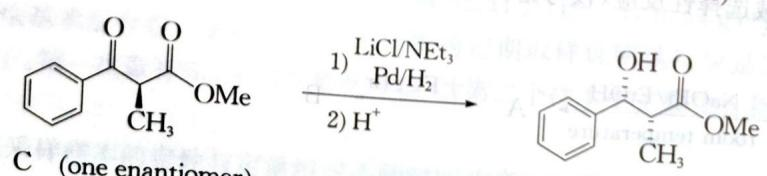 O O
OMe
CH₃
1) LiCl/NEt₃
Pd/H₂
2) H⁺
OH O
OMe
CH₃
C (one enantiomer)